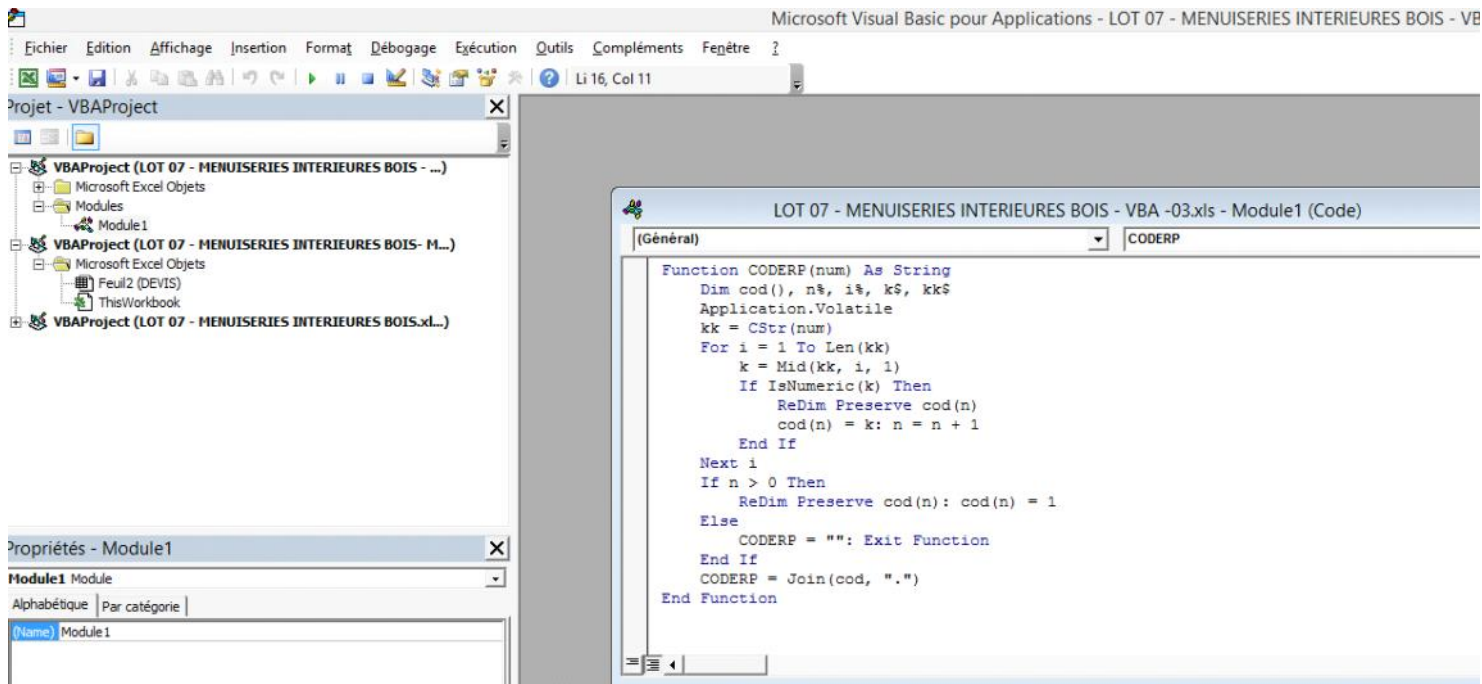 Microsoft Visual Basic pour Applications - LOT 07 - MENUISERIES INTERIEURES BOIS - VB
Fichier Edition Affichage Insertion Format Débogage Exécution Outils Compléments Fenêtre ?
Li 16, Col 11
Projet - VBAProject
VBAProject (LOT 07 - MENUISERIES INTERIEURES BOIS - ...)
Microsoft Excel Objets
Modules
Module1
VBAProject (LOT 07 - MENUISERIES INTERIEURES BOIS- M...)
Microsoft Excel Objets
Feuil2 (DEVIS)
ThisWorkbook
VBAProject (LOT 07 - MENUISERIES INTERIEURES BOIS.xl...)
Propriétés - Module1
Module1 Module
Alphabétique Par catégorie
(Name) Module1
LOT 07 - MENUISERIES INTERIEURES BOIS - VBA -03.xls - Module1 (Code)
(Général) CODERP
Function CODERP(num) As String
Dim cod(), n%, i%, k$, kk$
Application.Volatile
kk = CStr(num)
For i = 1 To Len(kk)
k = Mid(kk, i, 1)
If IsNumeric(k) Then
ReDim Preserve cod(n)
cod(n) = k: n = n + 1
End If
Next i
If n > 0 Then
ReDim Preserve cod(n): cod(n) = 1
Else
CODERP = "": Exit Function
End If
CODERP = Join(cod, ".")
End Function